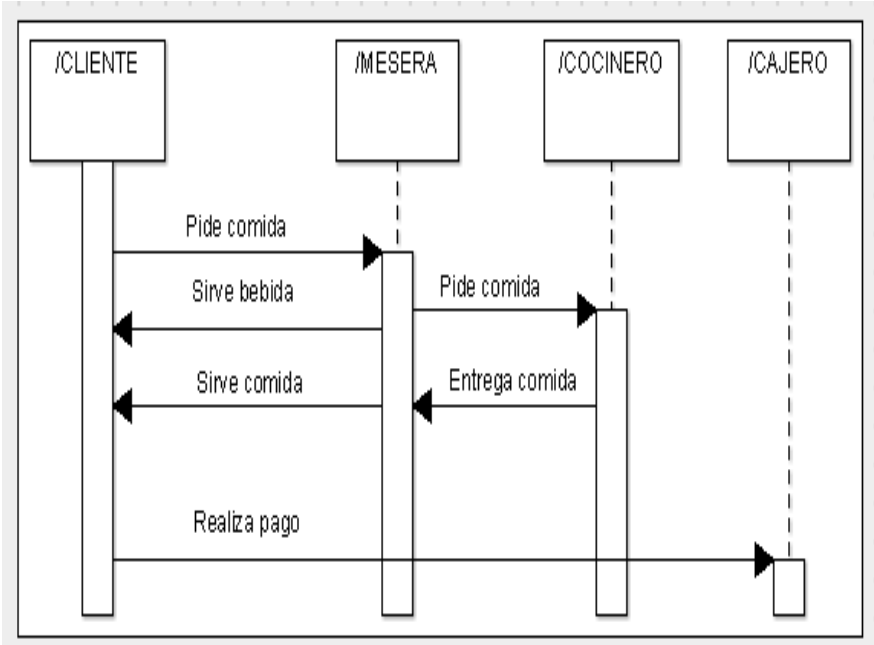 /CLIENTE
/MESERA
/COCINERO
/CAJERO
Pide comida
Sirve bebida
Pide comida
Sirve comida
Entrega comida
Realiza pago